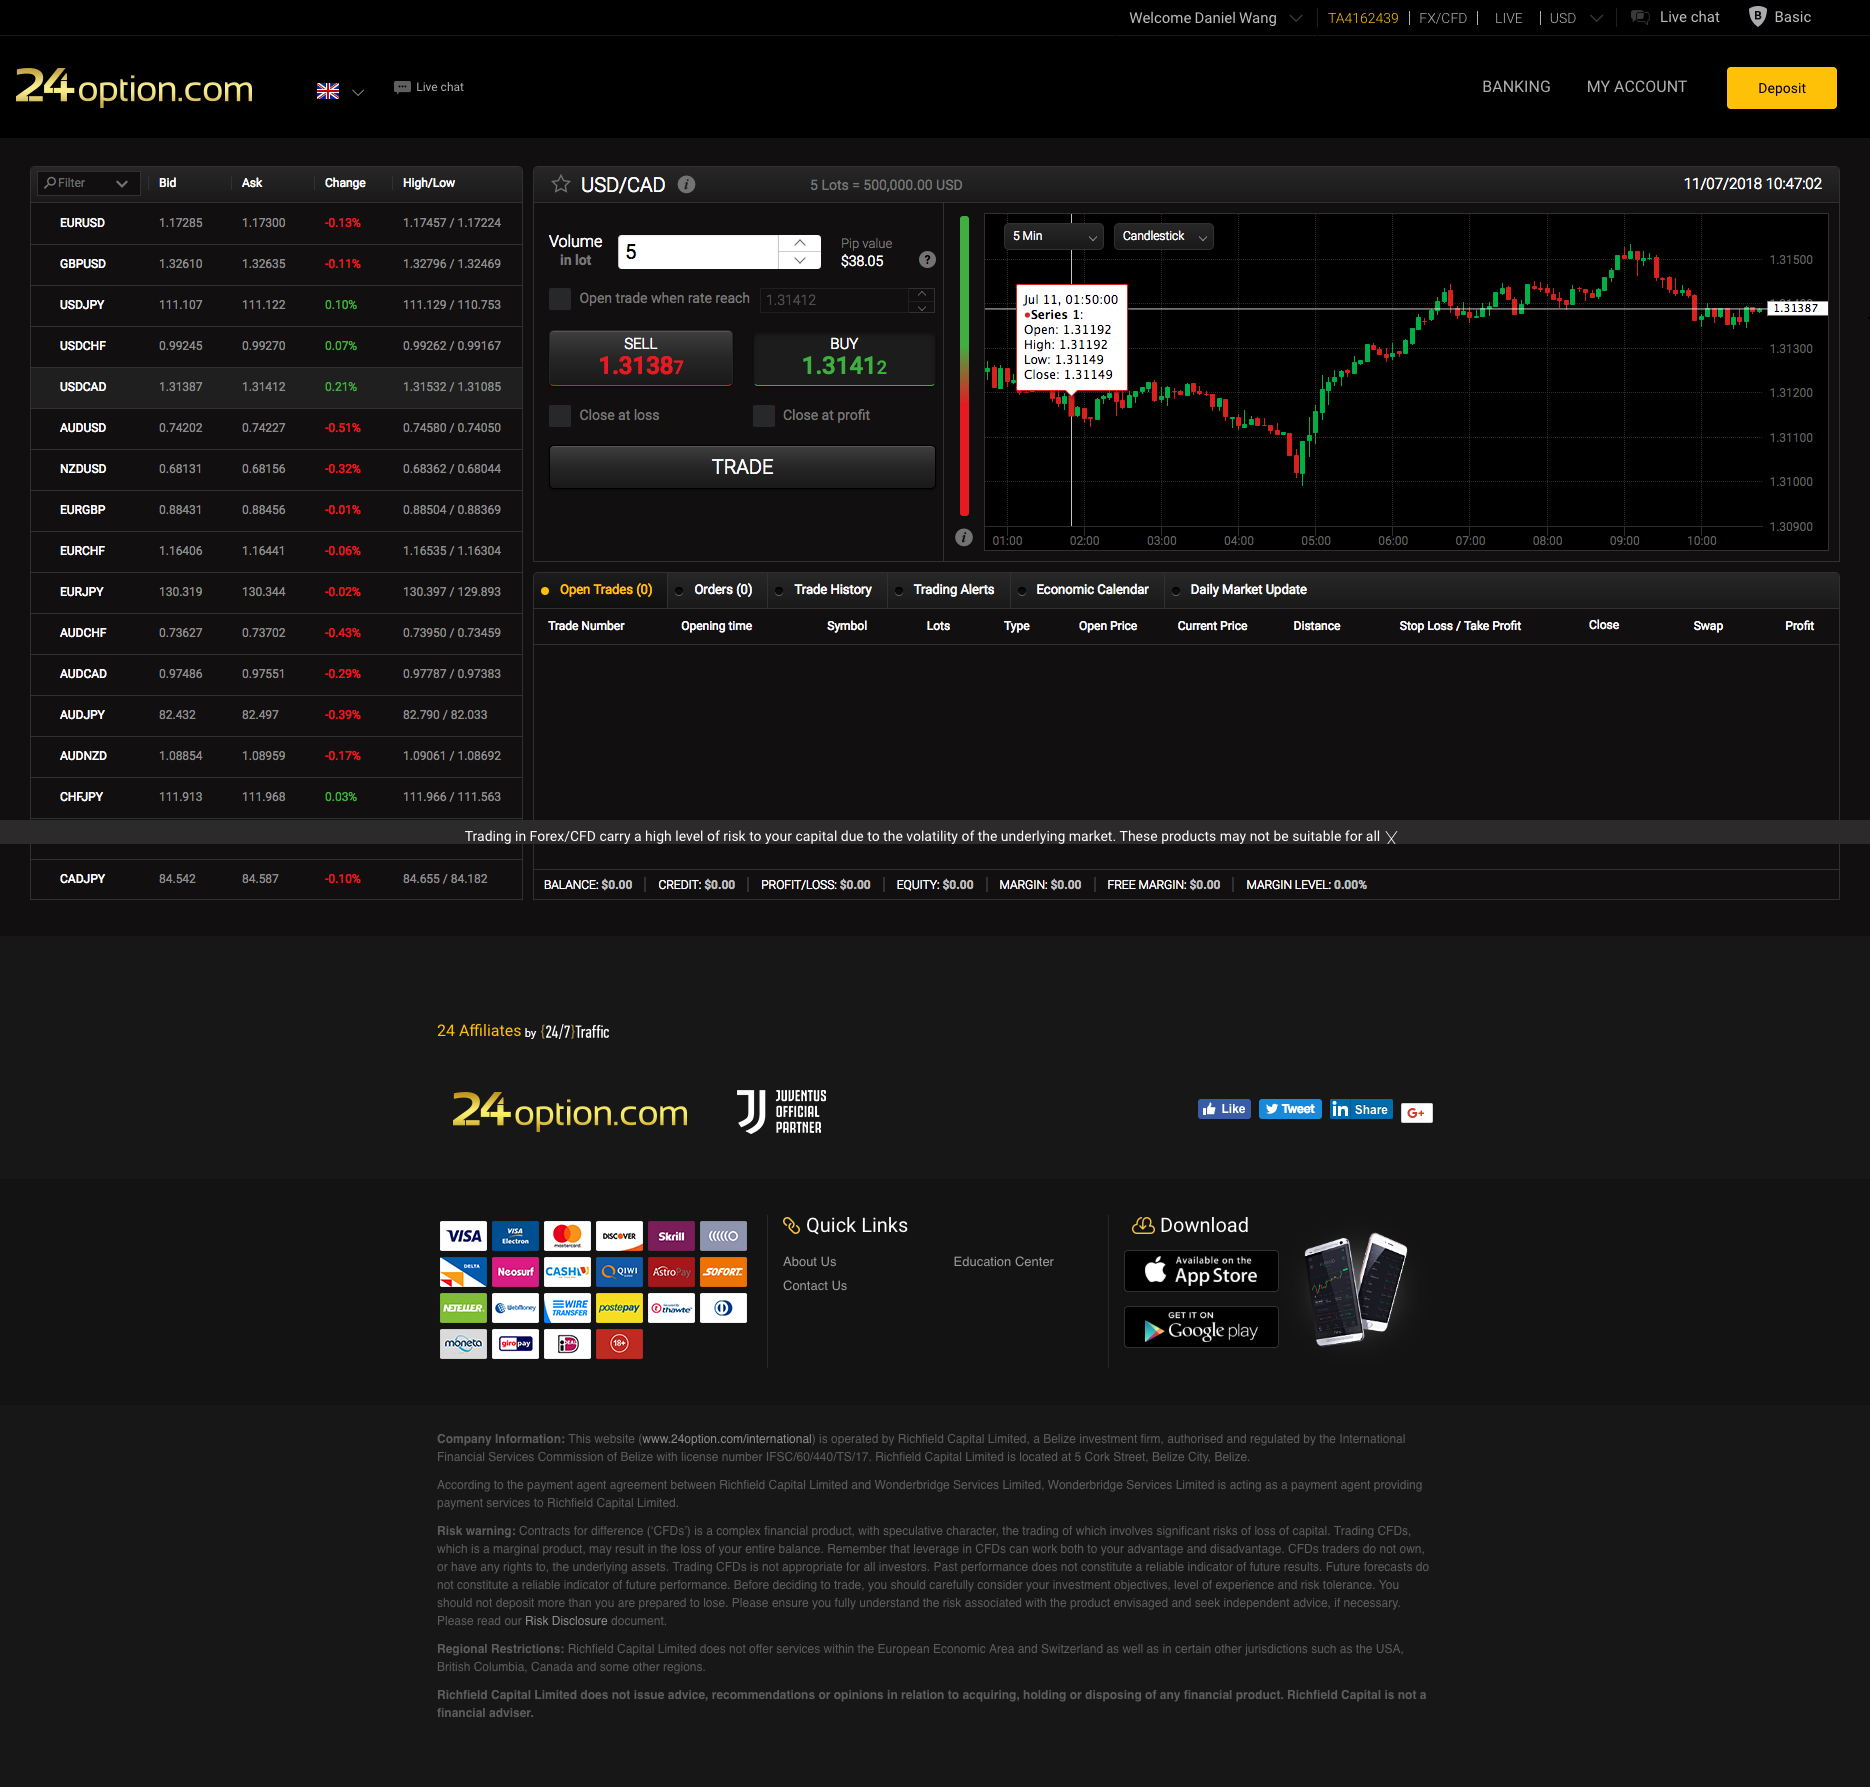 Welcome Daniel Wang TA4162439 | FX/CFD | LIVE | USD Live chat B Basic
24option.com Live chat BANKING MY ACCOUNT Deposit
Filter Bid Ask Change High/Low
EURUSD 1.17285 1.17300 -0.13% 1.17457 / 1.17224
GBPUSD 1.32610 1.32635 -0.11% 1.32796 / 1.32469
USDJPY 111.107 111.122 0.10% 111.129 / 110.753
USDCHF 0.99245 0.99270 0.07% 0.99262 / 0.99167
USDCAD 1.31387 1.31412 0.21% 1.31532 / 1.31085
AUDUSD 0.74202 0.74227 -0.51% 0.74580 / 0.74050
NZDUSD 0.68131 0.68156 -0.32% 0.68362 / 0.68044
EURGBP 0.88431 0.88456 -0.01% 0.88504 / 0.88369
EURCHF 1.16406 1.16441 -0.06% 1.16535 / 1.16304
EURJPY 130.319 130.344 -0.02% 130.397 / 129.893
AUDCHF 0.73627 0.73702 -0.43% 0.73950 / 0.73459
AUDCAD 0.97486 0.97551 -0.29% 0.97787 / 0.97383
AUDJPY 82.432 82.497 -0.39% 82.790 / 82.033
AUDNZD 1.08854 1.08959 -0.17% 1.09061 / 1.08692
CHFJPY 111.913 111.968 0.03% 111.966 / 111.563
CADJPY 84.542 84.587 -0.10% 84.655 / 84.182
USD/CAD i 5 Lots = 500,000.00 USD 11/07/2018 10:47:02
Volume
in lot
5
Pip value
$38.05
?
Open trade when rate reach 1.31412
SELL
1.31387
BUY
1.31412
Close at loss Close at profit
TRADE
5 Min Candlestick
Jul 11, 01:50:00
Series 1:
Open: 1.31192
High: 1.31192
Low: 1.31149
Close: 1.31149
1.31500
1.31387
1.31300
1.31200
1.31100
1.31000
1.30900
i 01:00 02:00 03:00 04:00 05:00 06:00 07:00 08:00 09:00 10:00
Open Trades (0) Orders (0) Trade History Trading Alerts Economic Calendar Daily Market Update
Trade Number Opening time Symbol Lots Type Open Price Current Price Distance Stop Loss / Take Profit Close Swap Profit
Trading in Forex/CFD carry a high level of risk to your capital due to the volatility of the underlying market. These products may not be suitable for all X
BALANCE: $0.00 | CREDIT: $0.00 | PROFIT/LOSS: $0.00 | EQUITY: $0.00 | MARGIN: $0.00 | FREE MARGIN: $0.00 | MARGIN LEVEL: 0.00%
24 Affiliates by {24/7}Traffic
24option.com
JUVENTUS
OFFICIAL
PARTNER
Like Tweet in Share G+
VISA VISA Electron mastercard DISCOVER Skrill
DELTA Neosurf CASHU QIWI AstroPay SOFORT
NETELLER WebMoney WIRE TRANSFER postepay thawte
moneta giropay iDEAL 18+
Quick Links
About Us Education Center
Contact Us
Download
Available on the
App Store
GET IT ON
Google play
Company Information: This website (www.24option.com/international) is operated by Richfield Capital Limited, a Belize investment firm, authorised and regulated by the International
Financial Services Commission of Belize with license number IFSC/60/440/TS/17. Richfield Capital Limited is located at 5 Cork Street, Belize City, Belize.
According to the payment agent agreement between Richfield Capital Limited and Wonderbridge Services Limited, Wonderbridge Services Limited is acting as a payment agent providing
payment services to Richfield Capital Limited.
Risk warning: Contracts for difference ('CFDs') is a complex financial product, with speculative character, the trading of which involves significant risks of loss of capital. Trading CFDs,
which is a marginal product, may result in the loss of your entire balance. Remember that leverage in CFDs can work both to your advantage and disadvantage. CFDs traders do not own,
or have any rights to, the underlying assets. Trading CFDs is not appropriate for all investors. Past performance does not constitute a reliable indicator of future results. Future forecasts do
not constitute a reliable indicator of future performance. Before deciding to trade, you should carefully consider your investment objectives, level of experience and risk tolerance. You
should not deposit more than you are prepared to lose. Please ensure you fully understand the risk associated with the product envisaged and seek independent advice, if necessary.
Please read our Risk Disclosure document.
Regional Restrictions: Richfield Capital Limited does not offer services within the European Economic Area and Switzerland as well as in certain other jurisdictions such as the USA,
British Columbia, Canada and some other regions.
Richfield Capital Limited does not issue advice, recommendations or opinions in relation to acquiring, holding or disposing of any financial product. Richfield Capital is not a
financial adviser.